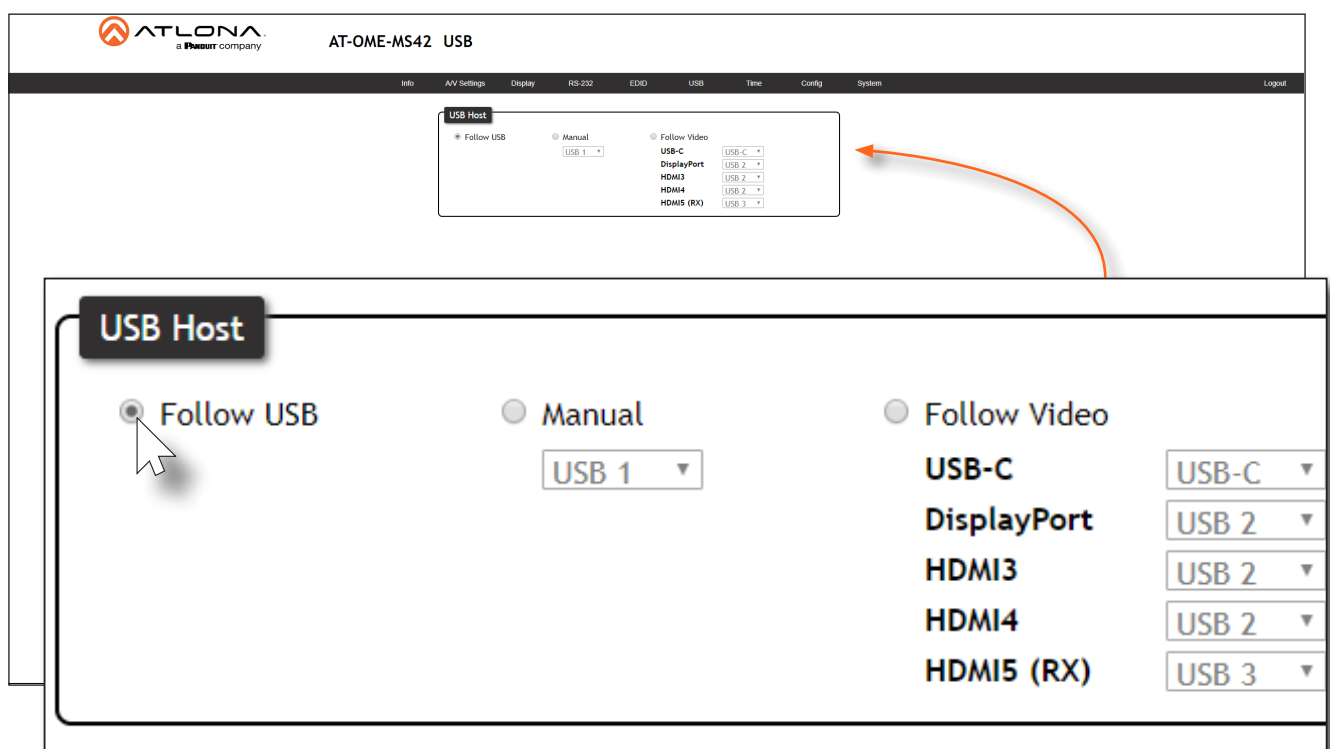 ATLONA.
a PANDUIT company
AT-OME-MS42 USB
Info A/V Settings Display RS-232 EDID USB Time Config System Logout
USB Host
Follow USB Manual Follow Video
USB 1
USB-C USB-C
DisplayPort USB 2
HDMI3 USB 2
HDMI4 USB 2
HDMI5 (RX) USB 3
USB Host
Follow USB Manual Follow Video
USB 1 USB-C USB-C
DisplayPort USB 2
HDMI3 USB 2
HDMI4 USB 2
HDMI5 (RX) USB 3